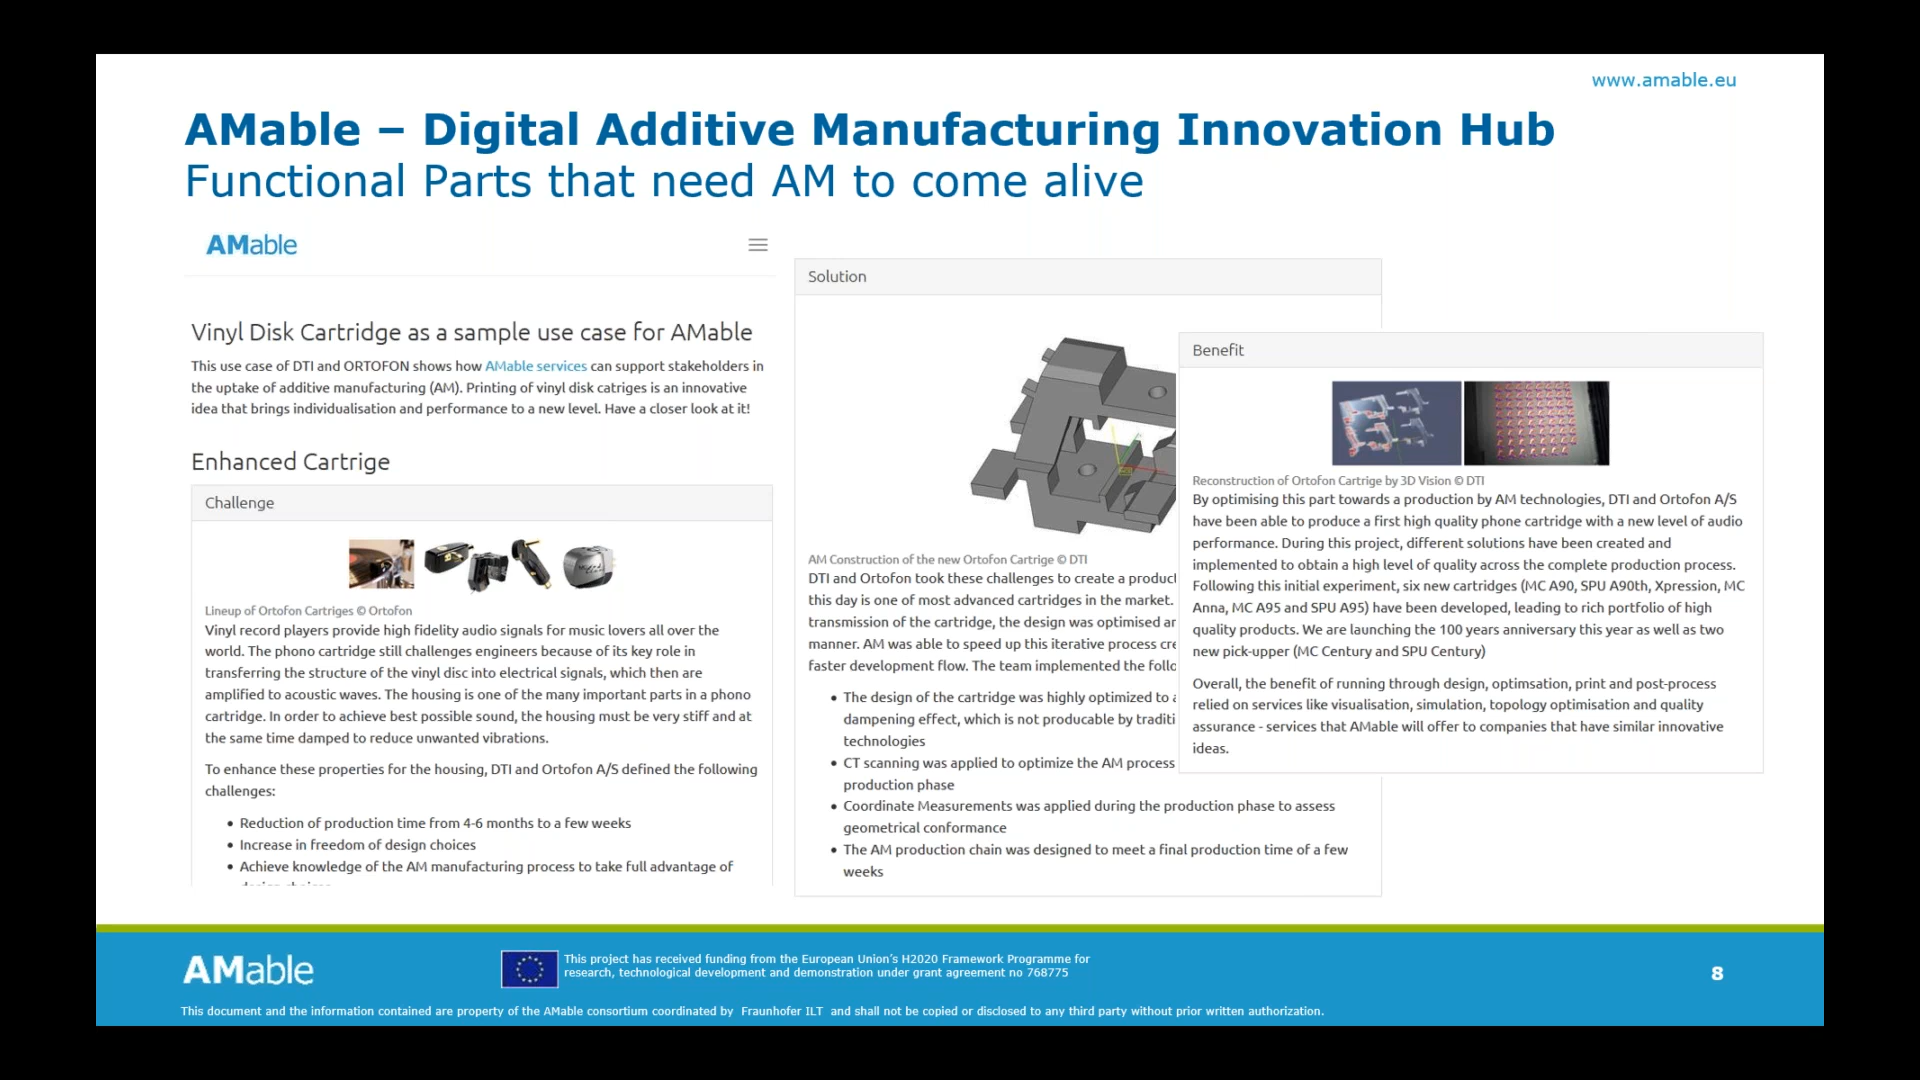 www.amable.eu
AMable – Digital Additive Manufacturing Innovation Hub
Functional Parts that need AM to come alive
AMable
Vinyl Disk Cartridge as a sample use case for AMable
This use case of DTI and ORTOFON shows how AMable services can support stakeholders in
the uptake of additive manufacturing (AM). Printing of vinyl disk catriges is an innovative
idea that brings individualisation and performance to a new level. Have a closer look at it!
Enhanced Cartrige
Challenge
Lineup of Ortofon Cartriges © Ortofon
Vinyl record players provide high fidelity audio signals for music lovers all over the
world. The phono cartridge still challenges engineers because of its key role in
transferring the structure of the vinyl disc into electrical signals, which then are
amplified to acoustic waves. The housing is one of the many important parts in a phono
cartridge. In order to achieve best possible sound, the housing must be very stiff and at
the same time damped to reduce unwanted vibrations.
To enhance these properties for the housing, DTI and Ortofon A/S defined the following
challenges:
• Reduction of production time from 4-6 months to a few weeks
• Increase in freedom of design choices
• Achieve knowledge of the AM manufacturing process to take full advantage of
Solution
AM Construction of the new Ortofon Cartrige © DTI
DTI and Ortofon took these challenges to create a product
this day is one of most advanced cartridges in the market.
transmission of the cartridge, the design was optimised
manner. AM was able to speed up this iterative process
faster development flow. The team implemented the
• The design of the cartridge was highly optimized to
dampening effect, which is not producable by
technologies
• CT scanning was applied to optimize the AM process
production phase
• Coordinate Measurements was applied during the production phase to assess
geometrical conformance
• The AM production chain was designed to meet a final production time of a few
weeks
Benefit
Reconstruction of Ortofon Cartrige by 3D Vision © DTI
By optimising this part towards a production by AM technologies, DTI and Ortofon A/S
have been able to produce a first high quality phone cartridge with a new level of audio
performance. During this project, different solutions have been created and
implemented to obtain a high level of quality across the complete production process.
Following this initial experiment, six new cartridges (MC A90, SPU A90th, Xpression, MC
Anna, MC A95 and SPU A95) have been developed, leading to rich portfolio of high
quality products. We are launching the 100 years anniversary this year as well as two
new pick-upper (MC Century and SPU Century)
Overall, the benefit of running through design, optimsation, print and post-process
relied on services like visualisation, simulation, topology optimisation and quality
assurance - services that AMable will offer to companies that have similar innovative
ideas.
AMable
This project has received funding from the European Union’s H2020 Framework Programme for
research, technological development and demonstration under grant agreement no 768775
8
This document and the information contained are property of the AMable consortium coordinated by Fraunhofer ILT and shall not be copied or disclosed to any third party without prior written authorization.